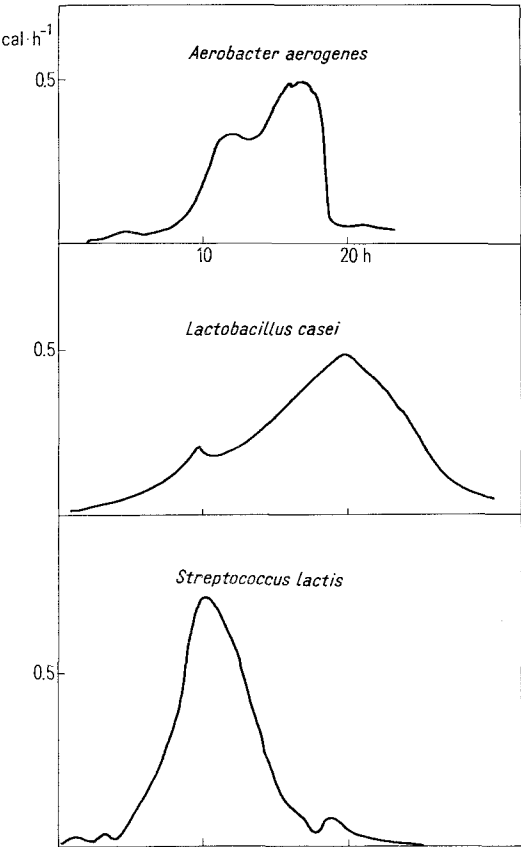 cal·h⁻¹
Aerobacter aerogenes
0.5
10 20 h
Lactobacillus casei
0.5
Streptococcus lactis
0.5